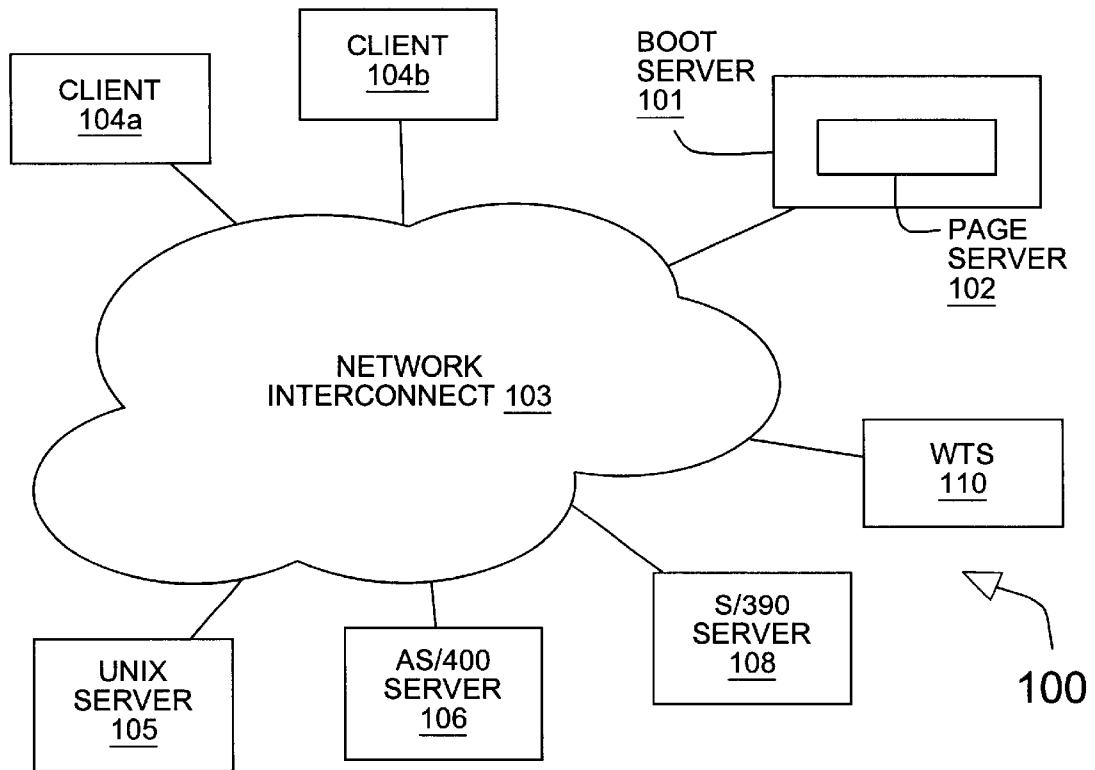 CLIENT
104a
CLIENT
104b
BOOT
SERVER
101
PAGE
SERVER
102
NETWORK
INTERCONNECT 103
WTS
110
S/390
SERVER
108
AS/400
SERVER
106
UNIX
SERVER
105
100